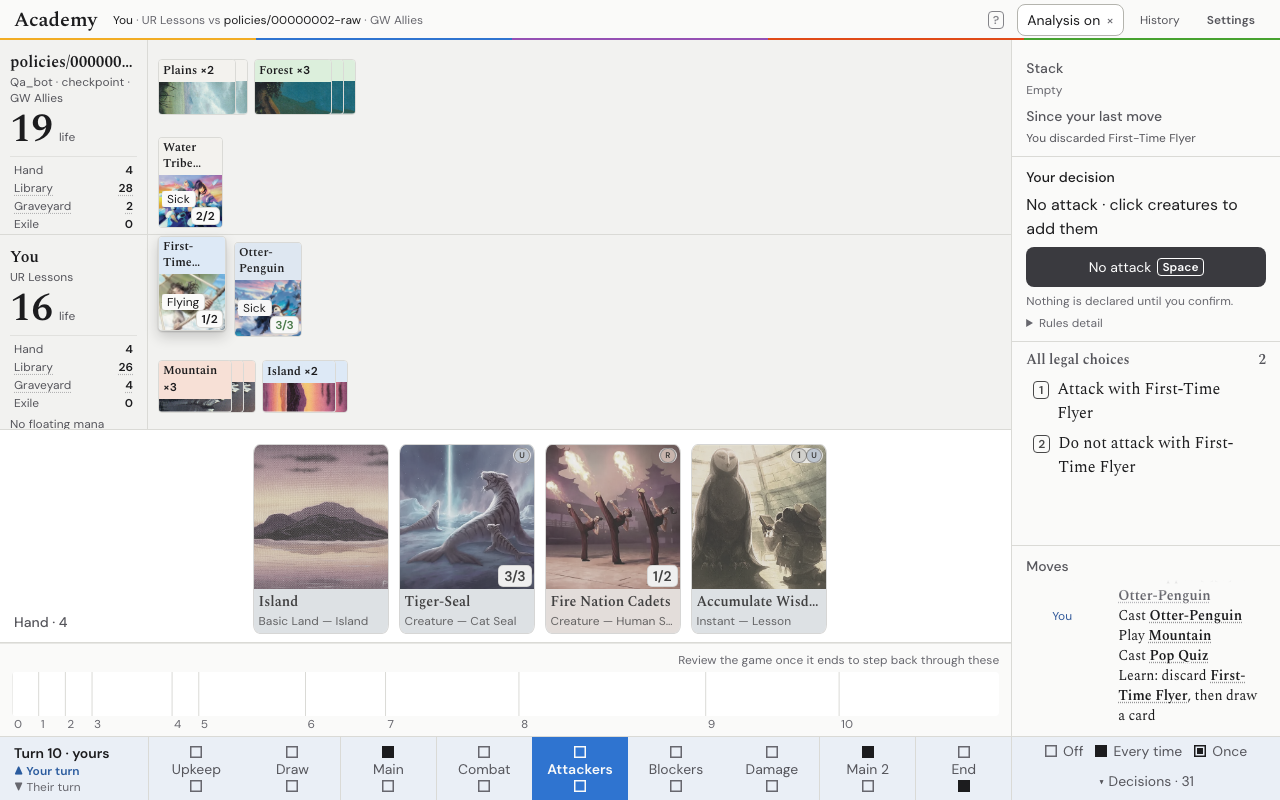 Academy
You · UR Lessons vs policies/00000002-raw · GW Allies
?
Analysis on ×
History
Settings
policies/000000...
Qa_bot · checkpoint ·
GW Allies
19 life
Hand 4
Library 28
Graveyard 2
Exile 0
Plains ×2
Forest ×3
Water
Tribe...
Sick
2/2
You
UR Lessons
16 life
Hand 4
Library 26
Graveyard 4
Exile 0
No floating mana
First-
Time...
Flying
1/2
Otter-
Penguin
Sick
3/3
Mountain
×3
Island ×2
Hand · 4
Island
Basic Land — Island
U
3/3
Tiger-Seal
Creature — Cat Seal
R
1/2
Fire Nation Cadets
Creature — Human S...
1 U
Accumulate Wisd...
Instant — Lesson
Review the game once it ends to step back through these
0 1 2 3 4 5 6 7 8 9 10
Stack
Empty
Since your last move
You discarded First-Time Flyer
Your decision
No attack · click creatures to
add them
No attack Space
Nothing is declared until you confirm.
▶ Rules detail
All legal choices 2
1 Attack with First-Time
Flyer
2 Do not attack with First-
Time Flyer
Moves
Otter-Penguin
You
Cast Otter-Penguin
Play Mountain
Cast Pop Quiz
Learn: discard First-
Time Flyer, then draw
a card
Turn 10 · yours
▲ Your turn
▼ Their turn
Upkeep
Draw
Main
Combat
Attackers
Blockers
Damage
Main 2
End
Off Every time Once
▾ Decisions · 31